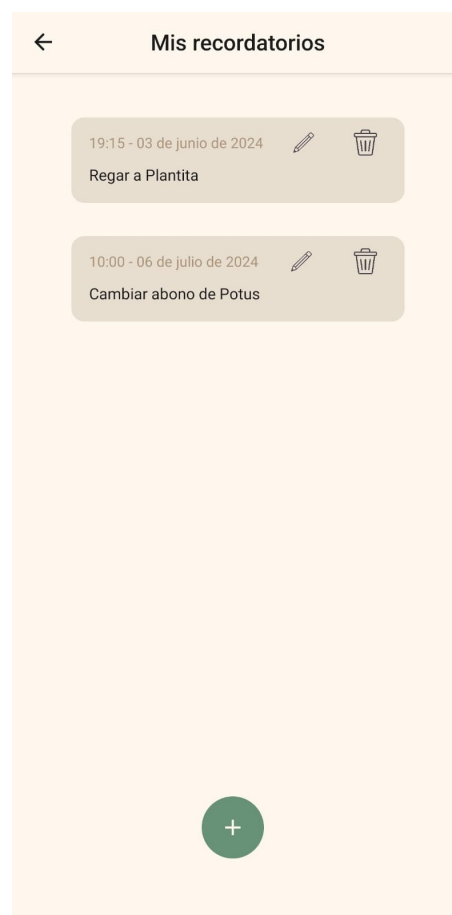 Mis recordatorios
19:15 - 03 de junio de 2024
Regar a Plantita
10:00 - 06 de julio de 2024
Cambiar abono de Potus
+